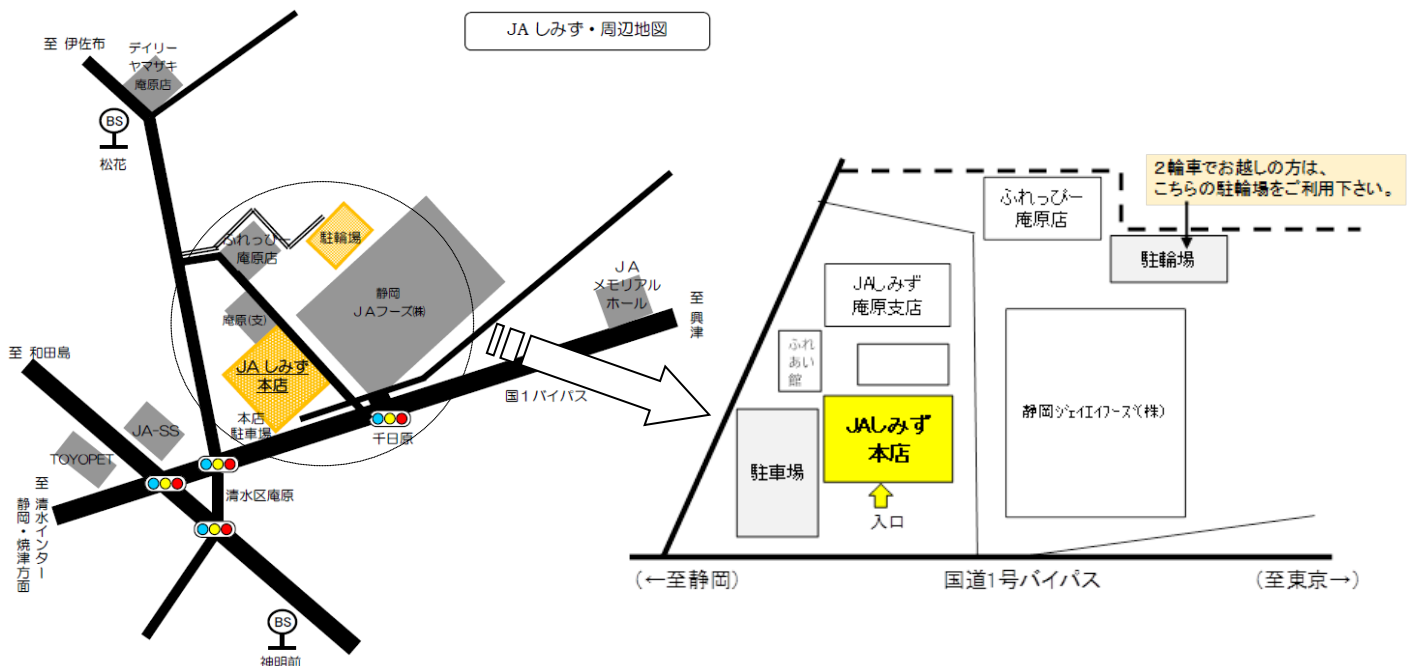 JA しみず・周辺地図
至 伊佐布
デイリー
ヤマザキ
庵原店
BS
松花
ふれっぴー
庵原店
駐輪場
静岡
JAフーズ㈱
JA
メモリアル
ホール
至 興津
庵原(支)
至 和田島
JA しみず
本店
国1バイパス
本店
駐車場
千日原
JA-SS
TOYOPET
清水区庵原
至 清水インター
静岡・焼津方面
BS
神明前
2輪車でお越しの方は、
こちらの駐輪場をご利用下さい。
ふれっぴー
庵原店
駐輪場
JAしみず
庵原支店
ふれ
あい
館
静岡ジェイエイフーズ(株)
JAしみず
本店
駐車場
入口
(←至静岡)
国道1号バイパス
(至東京→)